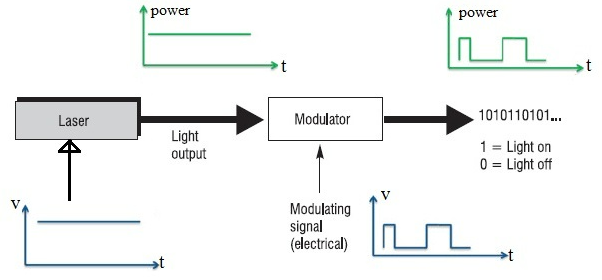 power
t
power
t
Laser
Light
output
Modulator
1010110101...
1 = Light on
0 = Light off
v
t
Modulating
signal
(electrical)
v
t